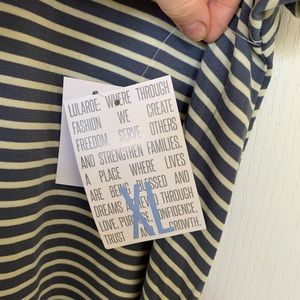 LULAROE: WHERE THROUGH
FASHION WE CREATE
FREEDOM, SERVE OTHERS
AND STRENGTHEN FAMILIES.
A PLACE WHERE LIVES
ARE BEING BLESSED AND
DREAMS ACHIEVED THROUGH
LOVE, PURPOSE, CONFIDENCE,
TRUST AND GROWTH.
XL